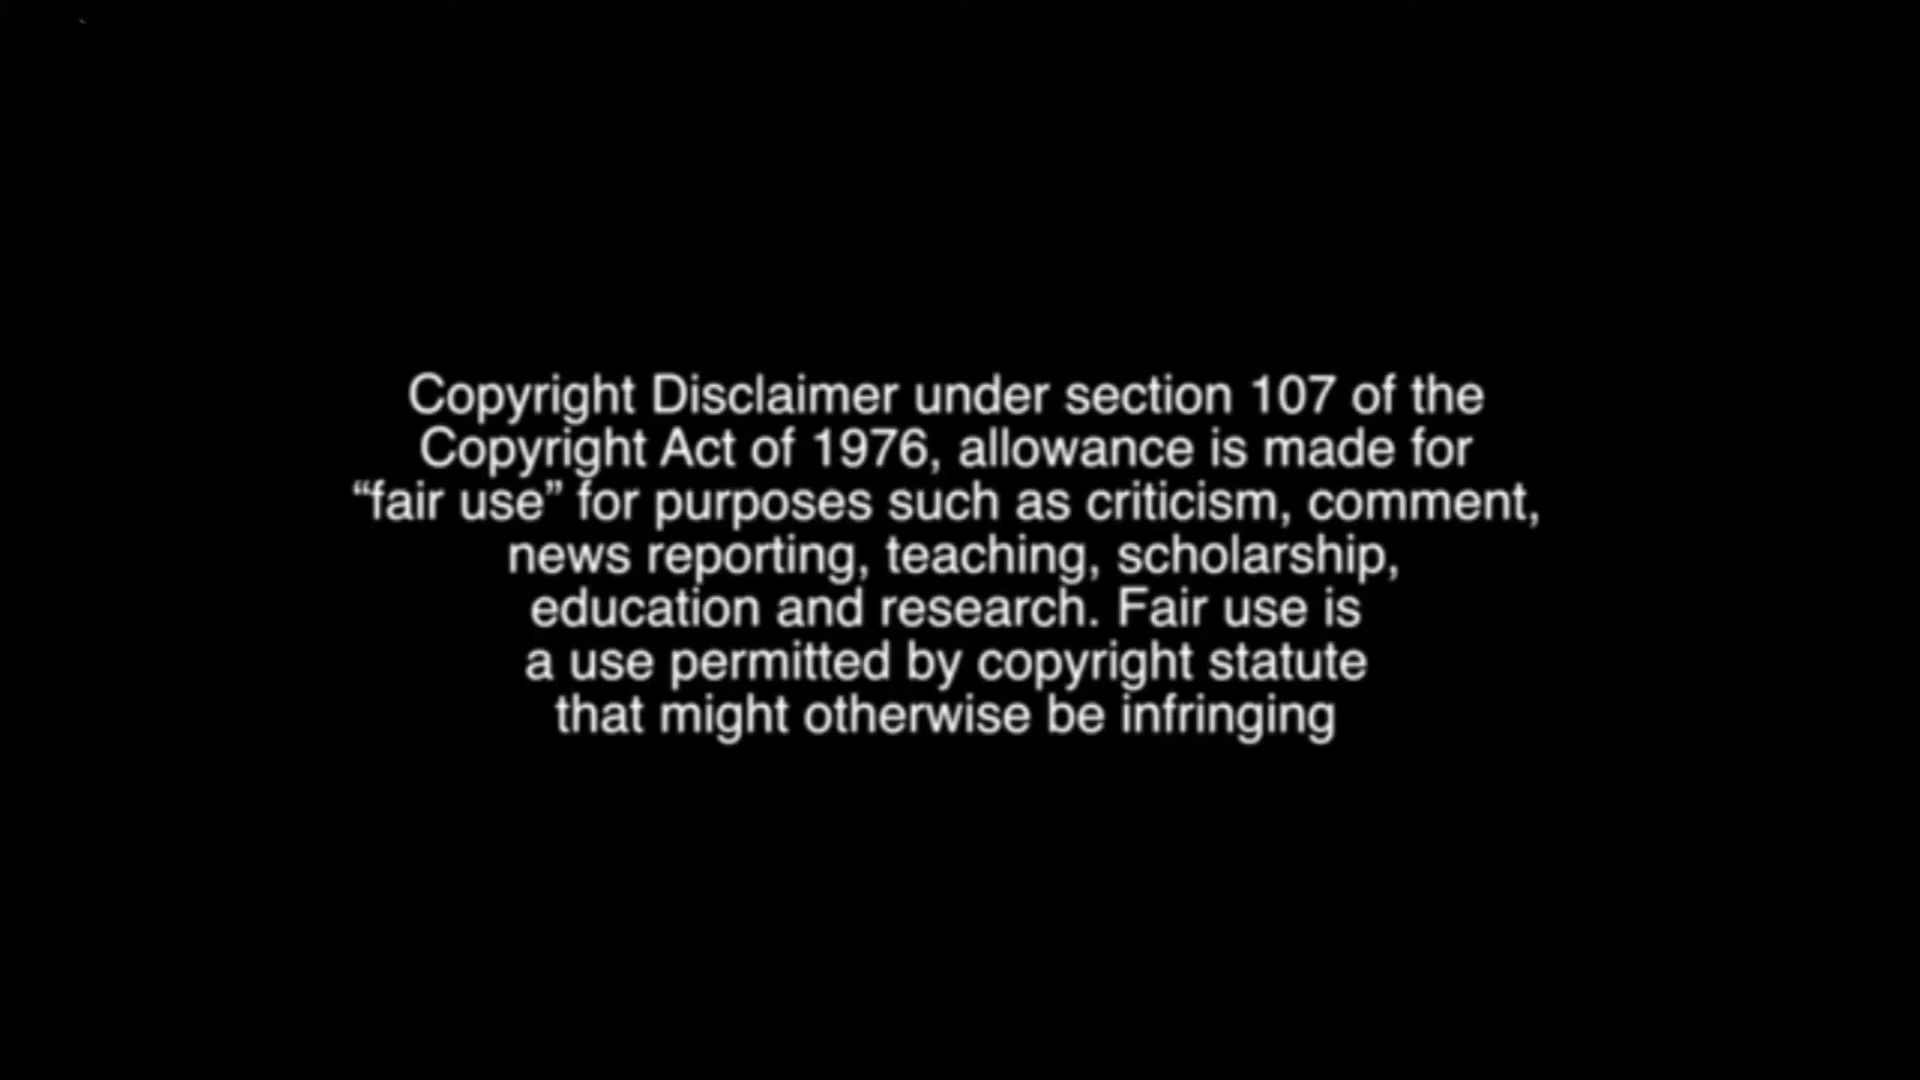 Copyright Disclaimer under section 107 of the
Copyright Act of 1976, allowance is made for
“fair use” for purposes such as criticism, comment,
news reporting, teaching, scholarship,
education and research. Fair use is
a use permitted by copyright statute
that might otherwise be infringing